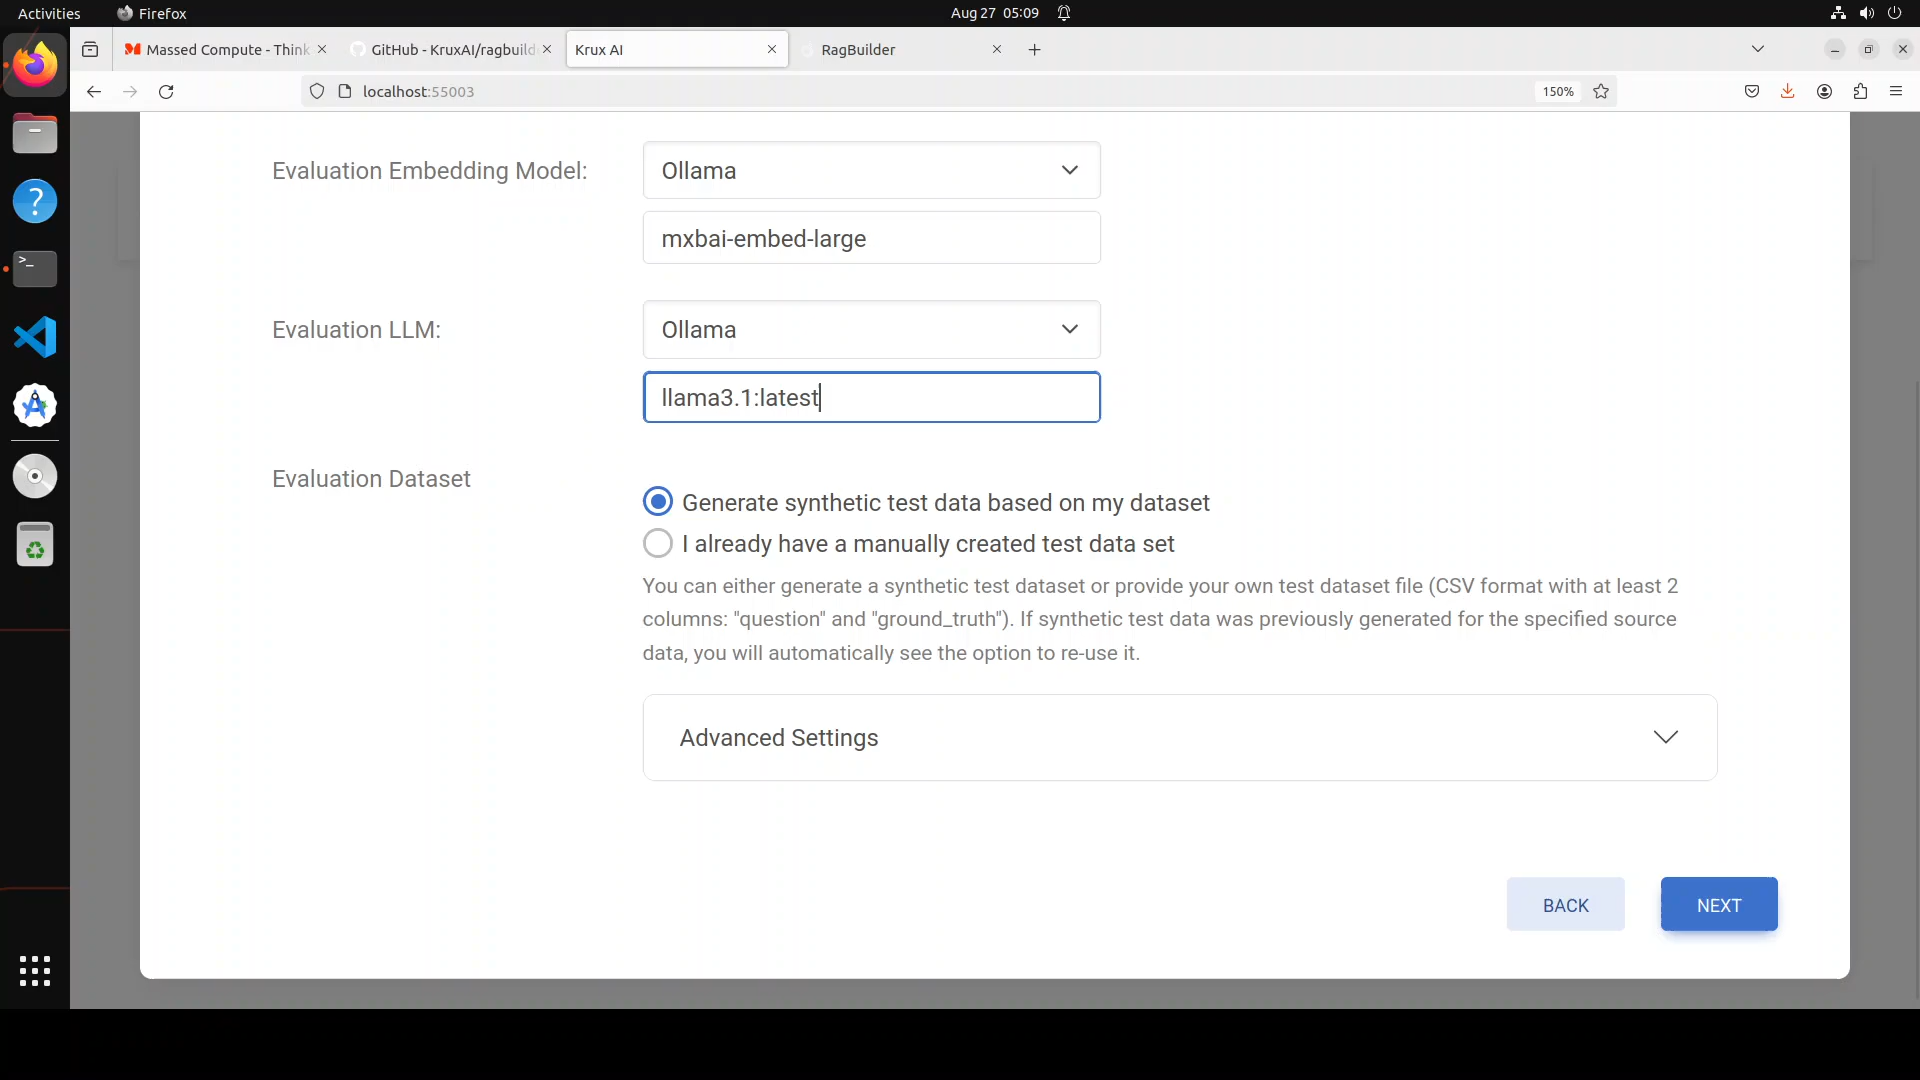 Activities
Firefox
Aug 27 05:09
Massed Compute - Think
GitHub - KruxAI/ragbuild
Krux AI
RagBuilder
localhost:55003
150%
Evaluation Embedding Model:
Ollama
mxbai-embed-large
Evaluation LLM:
Ollama
llama3.1:latest
Evaluation Dataset
Generate synthetic test data based on my dataset
I already have a manually created test data set
You can either generate a synthetic test dataset or provide your own test dataset file (CSV format with at least 2
columns: "question" and "ground_truth"). If synthetic test data was previously generated for the specified source
data, you will automatically see the option to re-use it.
Advanced Settings
BACK
NEXT